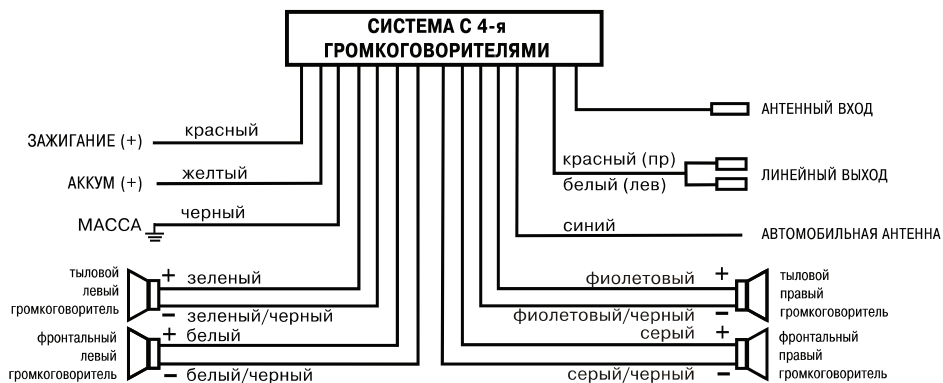 СИСТЕМА С 4-я
ГРОМКОГОВОРИТЕЛЯМИ
ЗАЖИГАНИЕ (+)
красный
АККУМ (+)
желтый
МАССА
черный
тыловой
левый
громкоговоритель
+
зеленый
–
зеленый/черный
фронтальный
левый
громкоговоритель
+
белый
–
белый/черный
АНТЕННЫЙ ВХОД
красный (пр)
белый (лев)
ЛИНЕЙНЫЙ ВЫХОД
синий
АВТОМОБИЛЬНАЯ АНТЕННА
фиолетовый
+
фиолетовый/черный
–
тыловой
правый
громкоговоритель
серый
+
серый/черный
–
фронтальный
правый
громкоговоритель